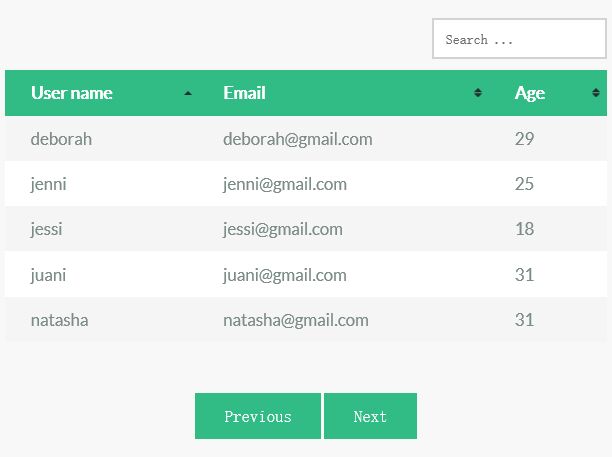 Search ...
User name Email Age
deborah deborah@gmail.com 29
jenni jenni@gmail.com 25
jessi jessi@gmail.com 18
juani juani@gmail.com 31
natasha natasha@gmail.com 31
Previous Next